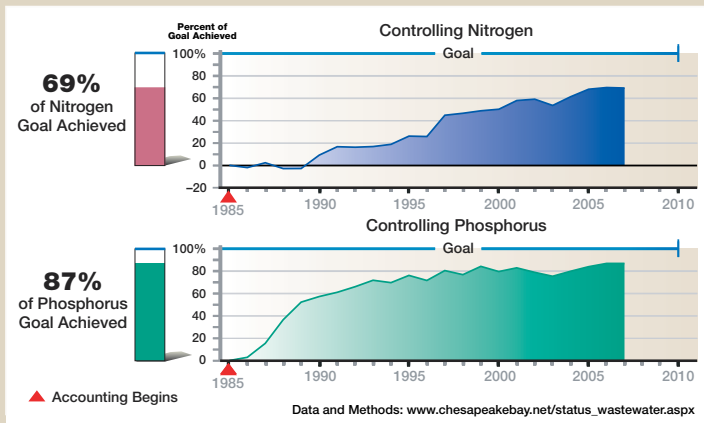 Percent of
Goal Achieved
Controlling Nitrogen
Goal
69%
of Nitrogen
Goal Achieved
100%
80
60
40
20
0
–20
1985
1990
1995
2000
2005
2010
Controlling Phosphorus
Goal
87%
of Phosphorus
Goal Achieved
100%
80
60
40
20
0
1985
1990
1995
2000
2005
2010
Accounting Begins
Data and Methods: www.chesapeakebay.net/status_wastewater.aspx